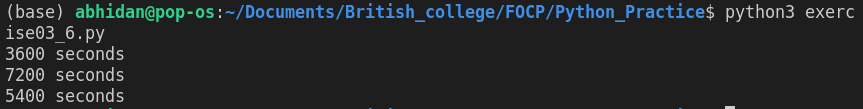 (base) abhidan@pop-os:~/Documents/British_college/FOCP/Python_Practice$ python3 exerc
ise03_6.py
3600 seconds
7200 seconds
5400 seconds